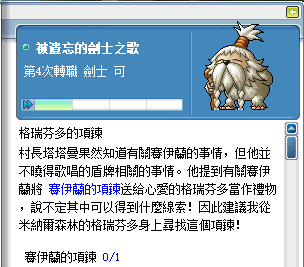 被遺忘的劍士之歌
第4次轉職 劍士 可
格瑞芬多的項鍊
村長塔塔曼果然知道有關賽伊蘭的事情，但他並
不曉得歌唱的盾牌相關的事情。他提到有關賽伊
蘭將 賽伊蘭的項鍊送給心愛的格瑞芬多當作禮物
，說不定其中可以得到什麼線索！因此建議我從
米納爾森林的格瑞芬多身上尋找這個項鍊！
賽伊蘭的項鍊 0/1